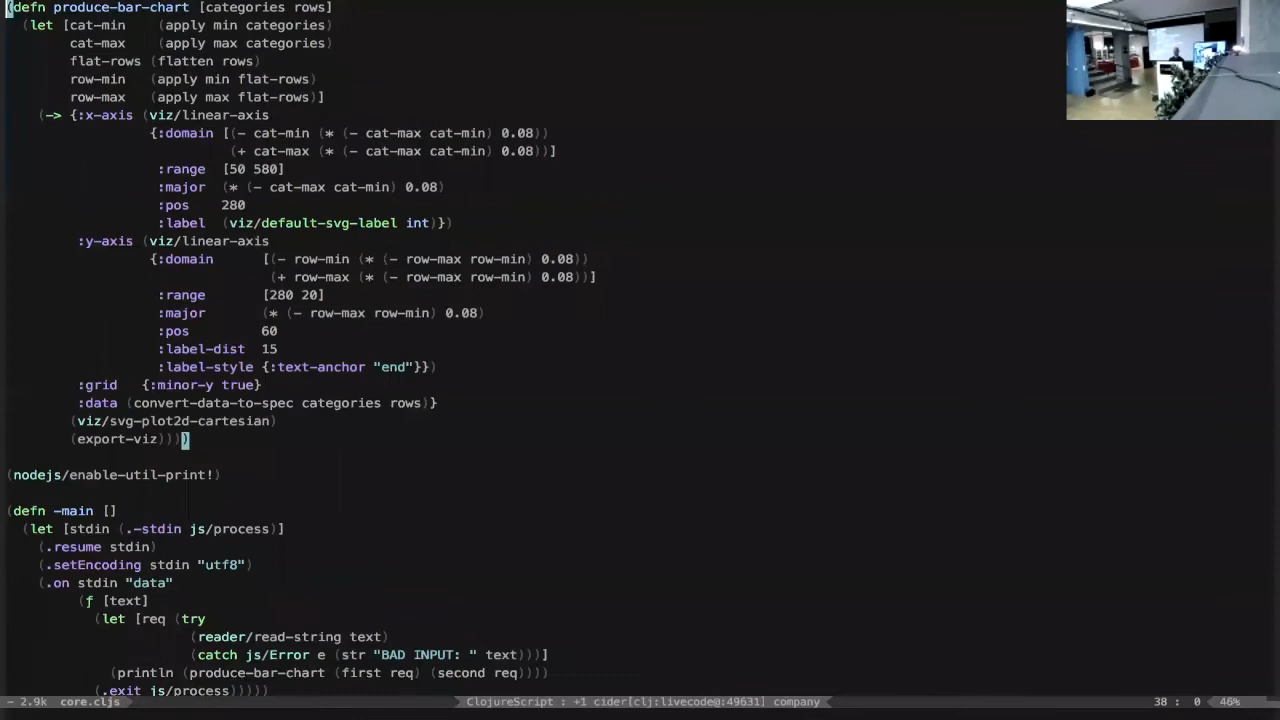 (defn produce-bar-chart [categories rows]
  (let [cat-min    (apply min categories)
        cat-max    (apply max categories)
        flat-rows (flatten rows)
        row-min   (apply min flat-rows)
        row-max   (apply max flat-rows)]
    (-> {:x-axis (viz/linear-axis
                  {:domain [(- cat-min (* (- cat-max cat-min) 0.08))
                            (+ cat-max (* (- cat-max cat-min) 0.08))]
                   :range  [50 580]
                   :major  (* (- cat-max cat-min) 0.08)
                   :pos    280
                   :label  (viz/default-svg-label int)})
         :y-axis (viz/linear-axis
                  {:domain      [(- row-min (* (- row-max row-min) 0.08))
                                 (+ row-max (* (- row-max row-min) 0.08))]
                   :range       [280 20]
                   :major       (* (- row-max row-min) 0.08)
                   :pos         60
                   :label-dist  15
                   :label-style {:text-anchor "end"}})
         :grid   {:minor-y true}
         :data (convert-data-to-spec categories rows)}
        (viz/svg-plot2d-cartesian)
        (export-viz))))
(nodejs/enable-util-print!)
(defn -main []
  (let [stdin (.-stdin js/process)]
    (.resume stdin)
    (.setEncoding stdin "utf8")
    (.on stdin "data"
         (ƒ [text]
           (let [req (try
                       (reader/read-string text)
                       (catch js/Error e (str "BAD INPUT: " text)))]
             (println (produce-bar-chart (first req) (second req))))
           (.exit js/process)))))
- 2.9k core.cljs ClojureScript : +1 cider[clj:livecode@:49631] company 38 : 0 46%